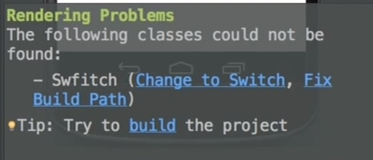 Rendering Problems
The following classes could not be
found:
- Swfitch (Change to Switch, Fix
Build Path)
Tip: Try to build the project